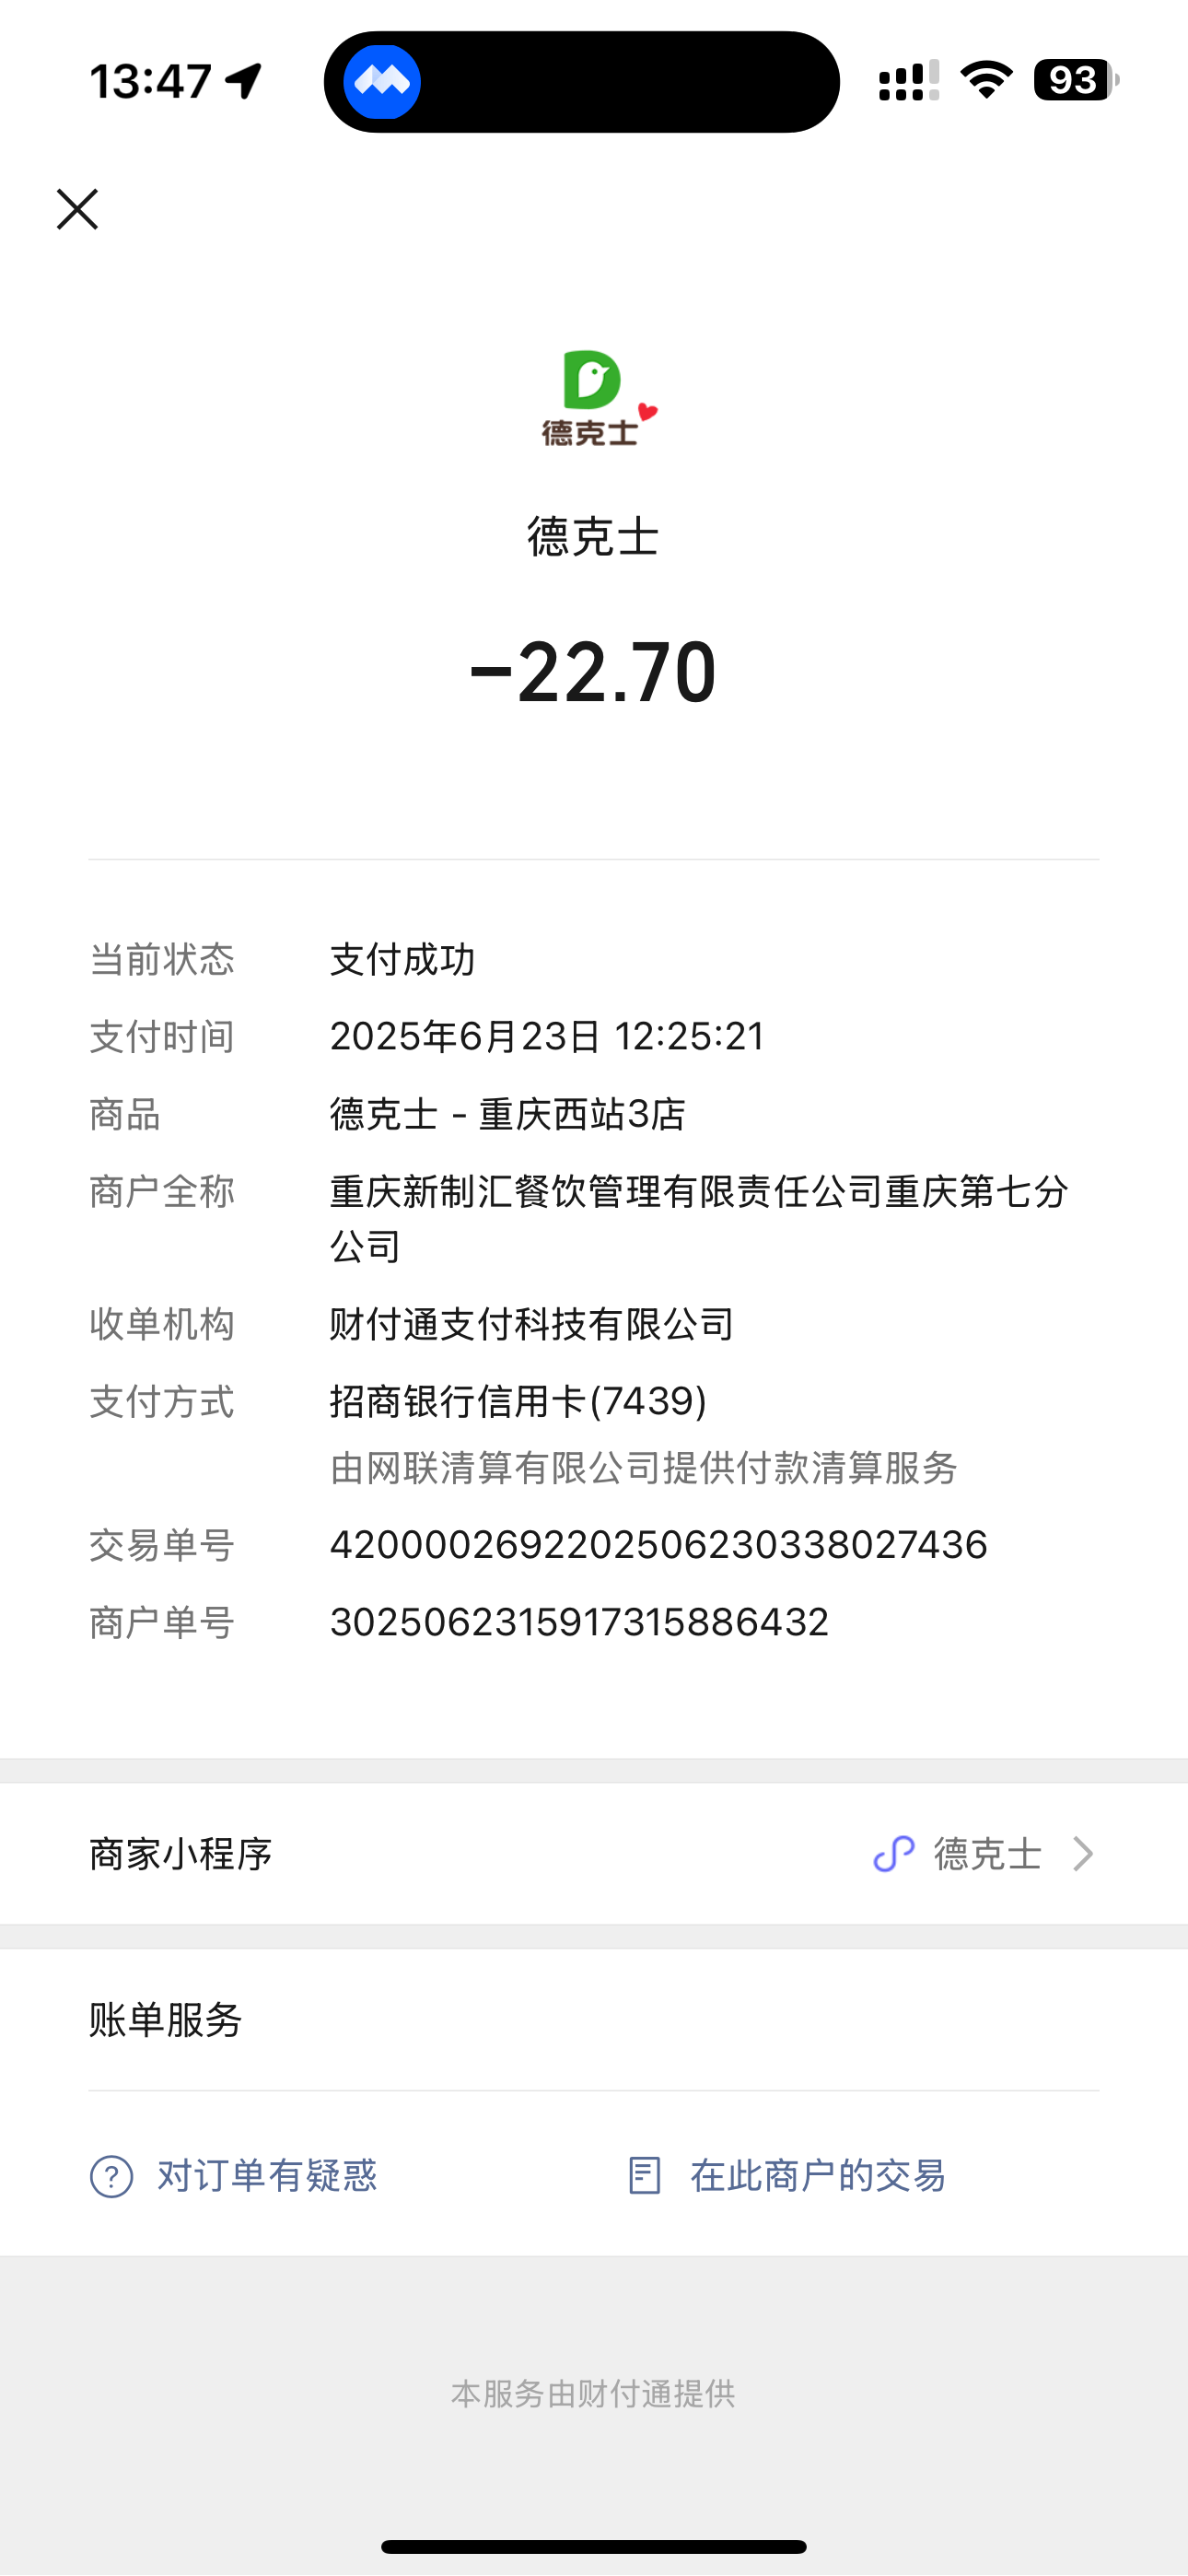 13:47
93
德克士
德克士
-22.70
当前状态 支付成功
支付时间 2025年6月23日 12:25:21
商品 德克士 - 重庆西站3店
商户全称 重庆新制汇餐饮管理有限责任公司重庆第七分
公司
收单机构 财付通支付科技有限公司
支付方式 招商银行信用卡(7439)
由网联清算有限公司提供付款清算服务
交易单号 4200002692202506230338027436
商户单号 3025062315917315886432
商家小程序 德克士
账单服务
? 对订单有疑惑 在此商户的交易
本服务由财付通提供